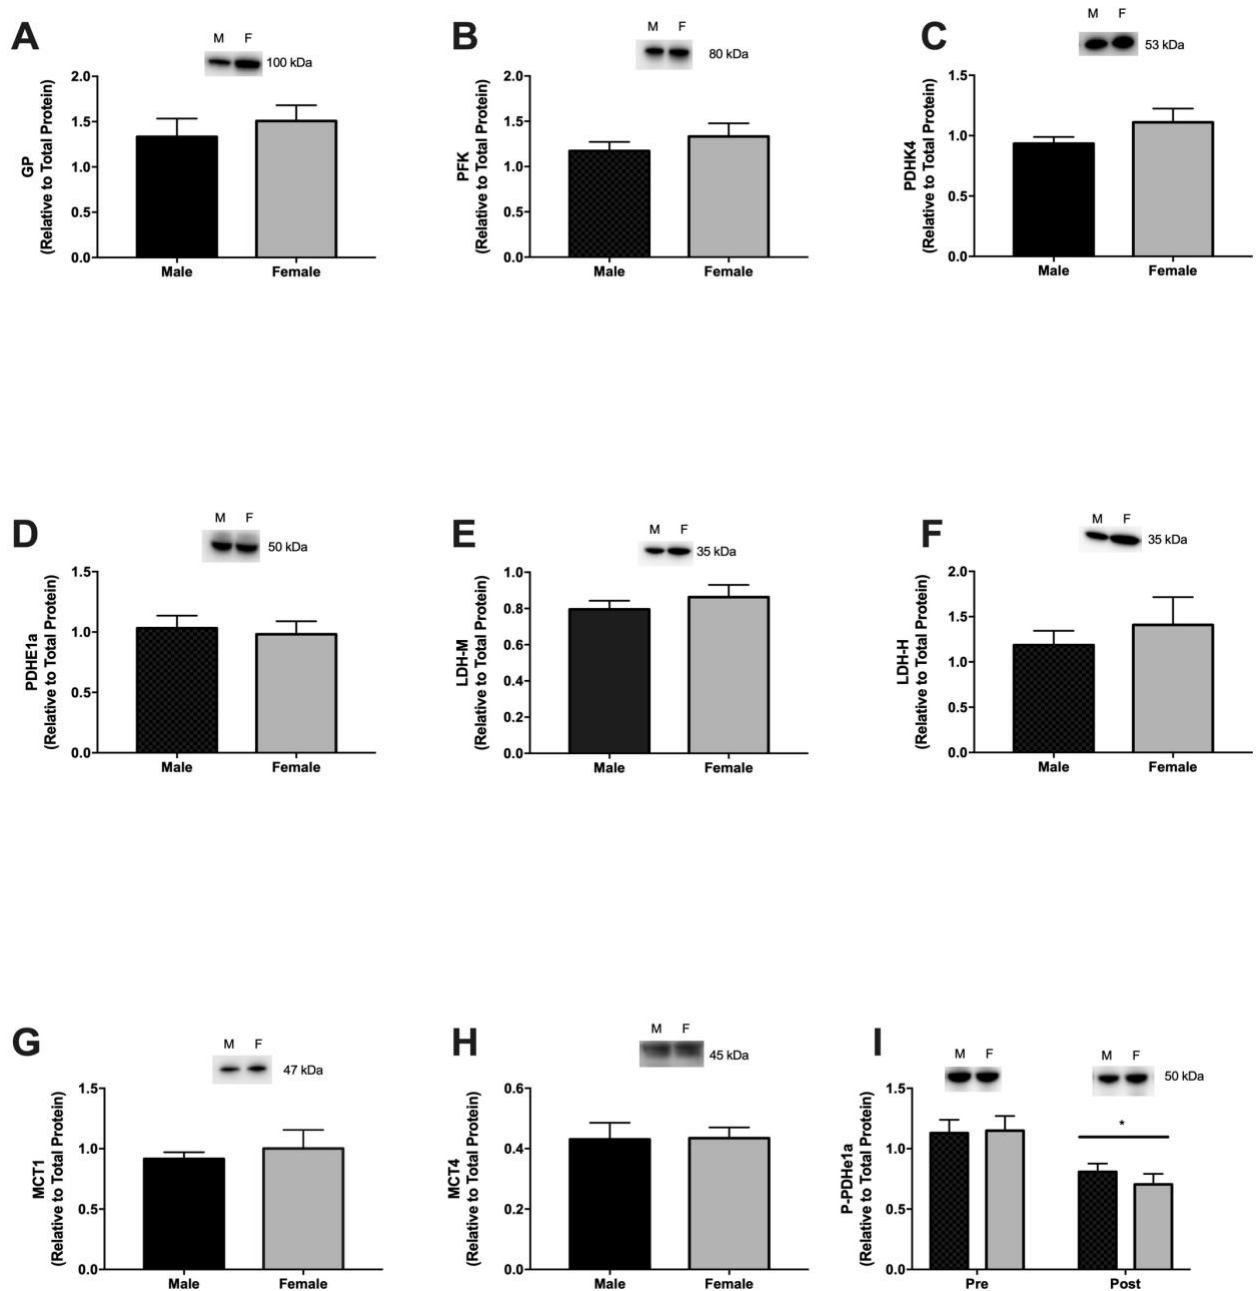 A
M F
100 kDa
GP
(Relative to Total Protein)
2.0
1.5
1.0
0.5
0.0
Male Female
B
M F
80 kDa
PFK
(Relative to Total Protein)
2.0
1.5
1.0
0.5
0.0
Male Female
C
M F
53 kDa
PDHK4
(Relative to Total Protein)
1.5
1.0
0.5
0.0
Male Female
D
M F
50 kDa
PDHE1a
(Relative to Total Protein)
1.5
1.0
0.5
0.0
Male Female
E
M F
35 kDa
LDH-M
(Relative to Total Protein)
1.0
0.8
0.6
0.4
0.2
0.0
Male Female
F
M F
35 kDa
LDH-H
(Relative to Total Protein)
2.0
1.5
1.0
0.5
0.0
Male Female
G
M F
47 kDa
MCT1
(Relative to Total Protein)
1.5
1.0
0.5
0.0
Male Female
H
M F
45 kDa
MCT4
(Relative to Total Protein)
0.6
0.4
0.2
0.0
Male Female
I
M F
M F
50 kDa
P-PDHe1a
(Relative to Total Protein)
1.5
1.0
0.5
0.0
*
Pre Post